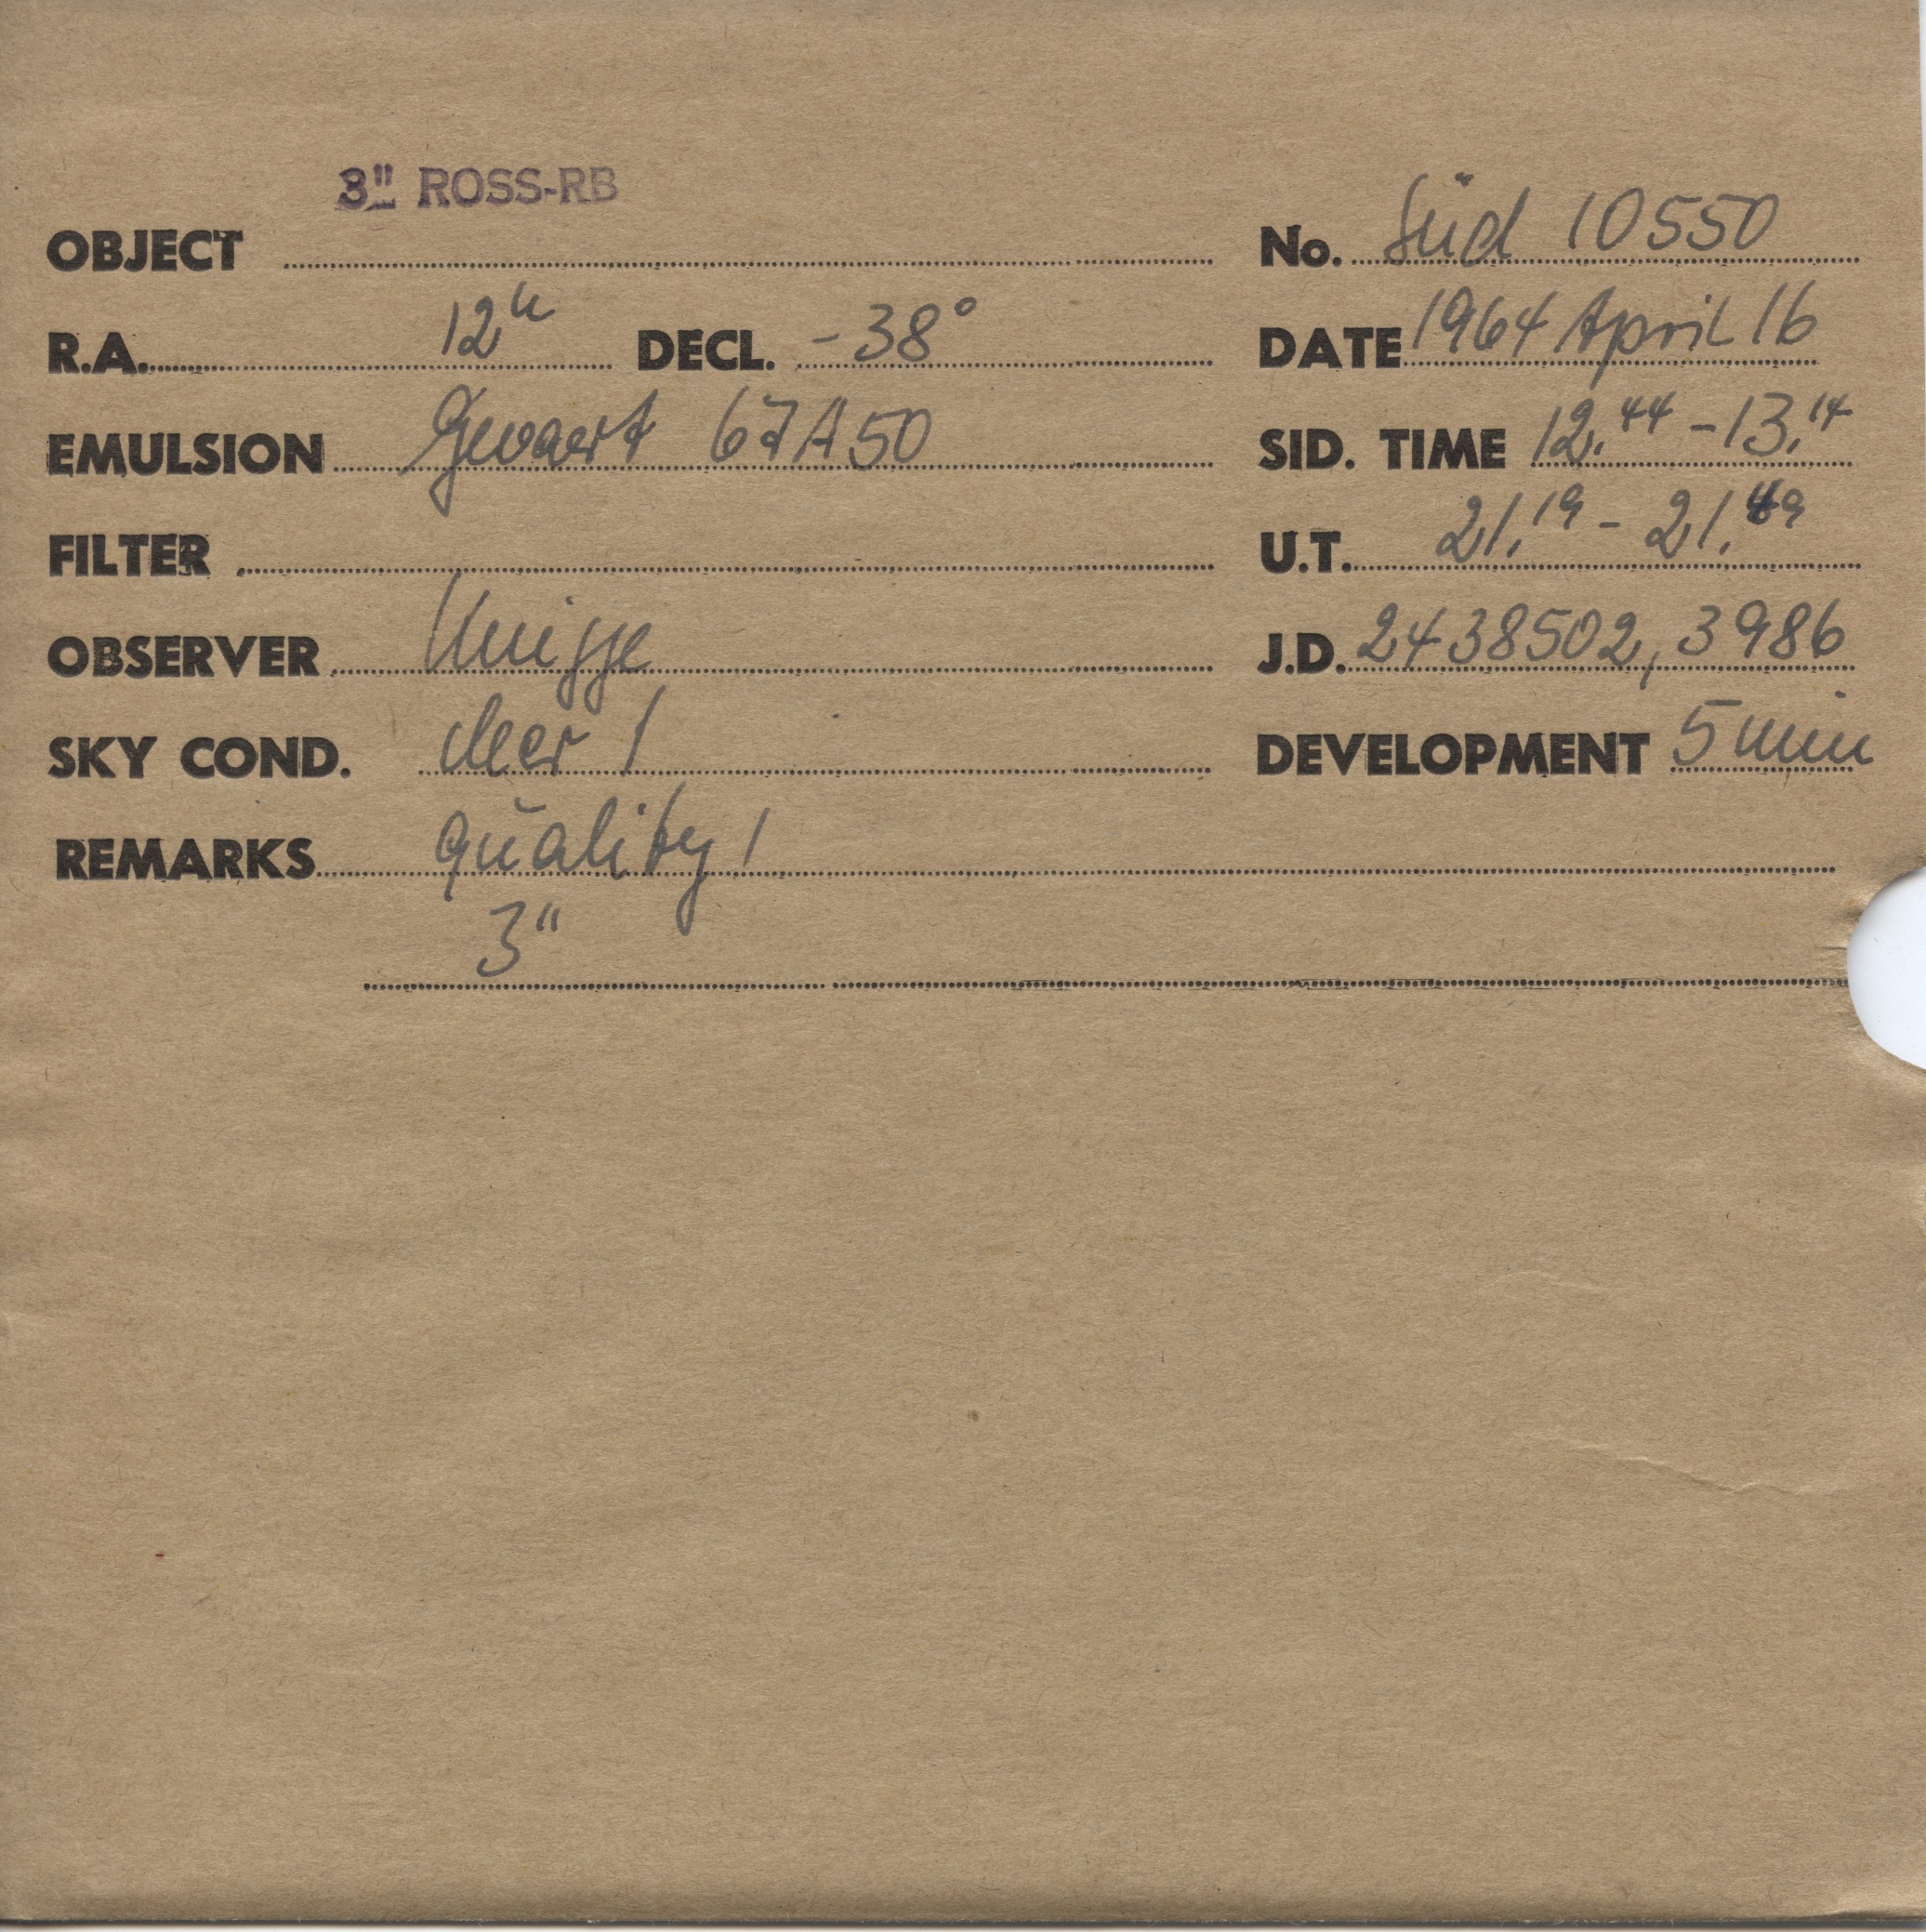 3" ROSS-RB
OBJECT No. Süd 10550
R.A. 12h DECL. -38° DATE 1964 April 16
EMULSION Gevaert 67A50 SID. TIME 12.44 - 13.14
FILTER U.T. 21.19 - 21.49
OBSERVER Knigge J.D. 2438502,3986
SKY COND. cleer 1 DEVELOPMENT 5 min
REMARKS quality 1
3"